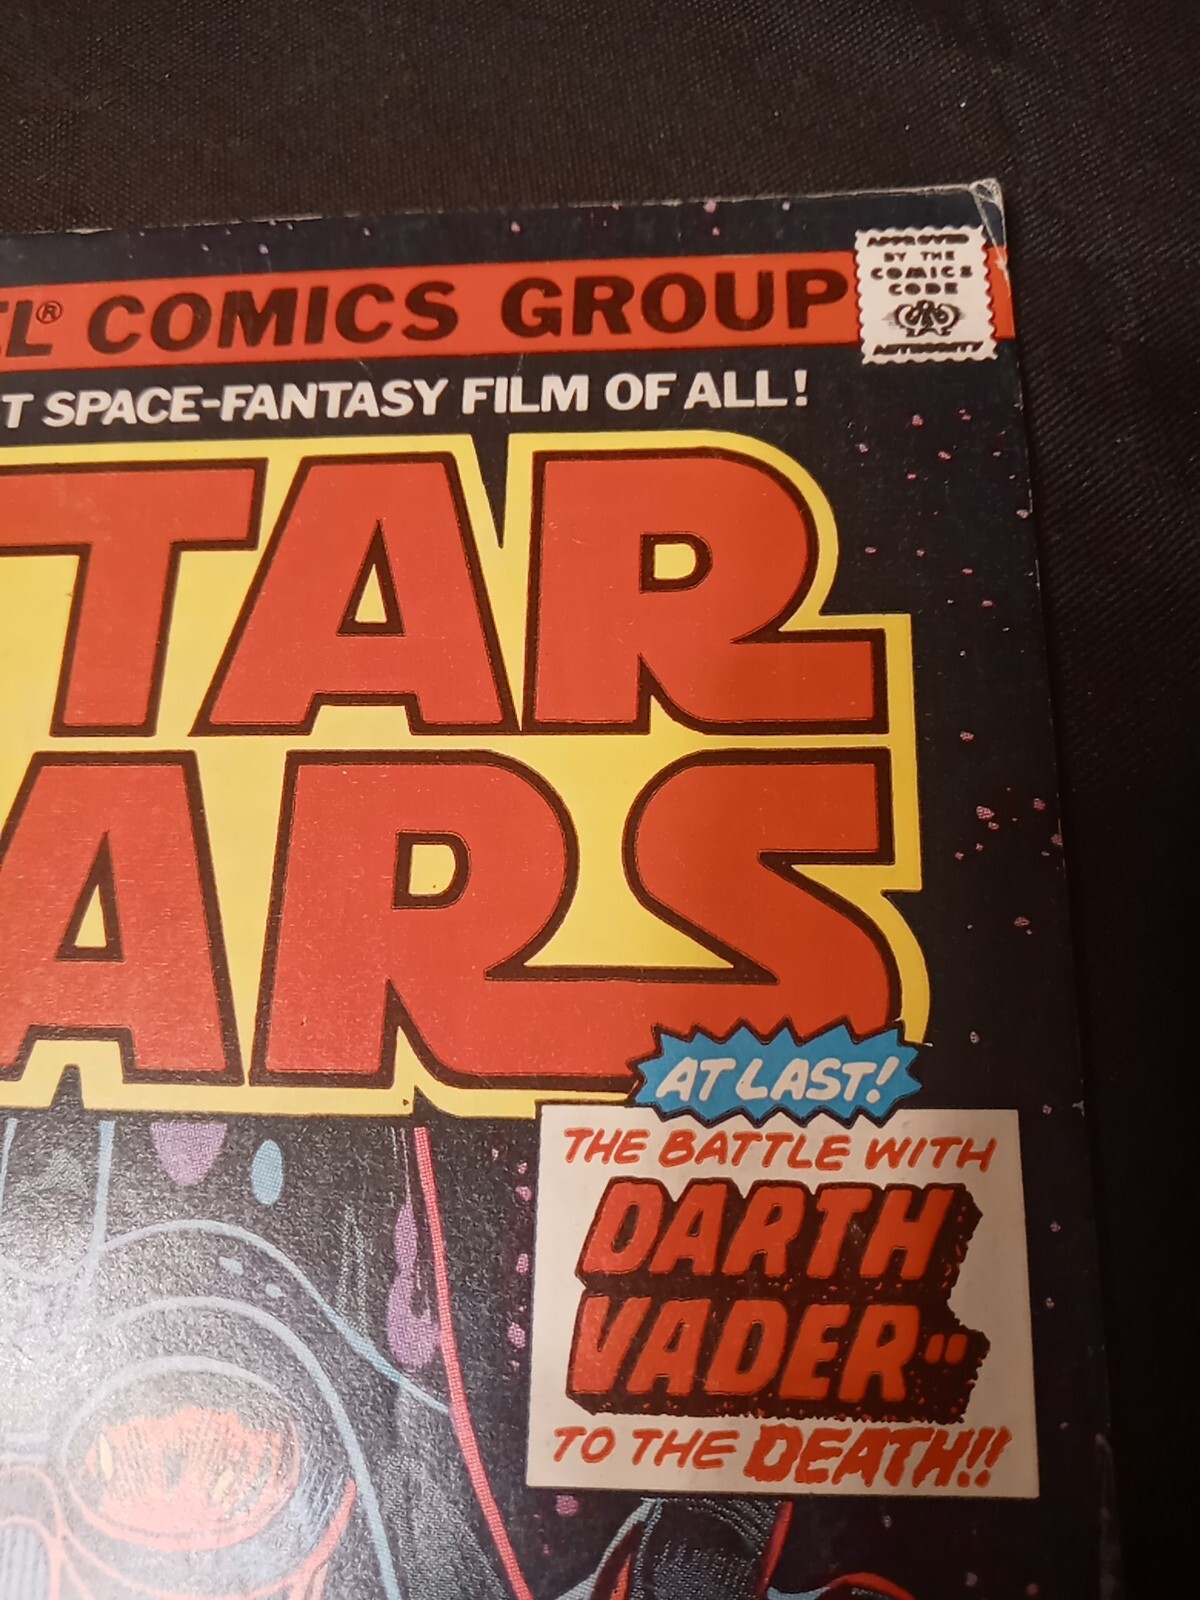 EL® COMICS GROUP
APPROVED
BY THE
COMICS
CODE
AUTHORITY
T SPACE-FANTASY FILM OF ALL!
TAR
ARS
AT LAST!
THE BATTLE WITH
DARTH
VADER--
TO THE DEATH!!